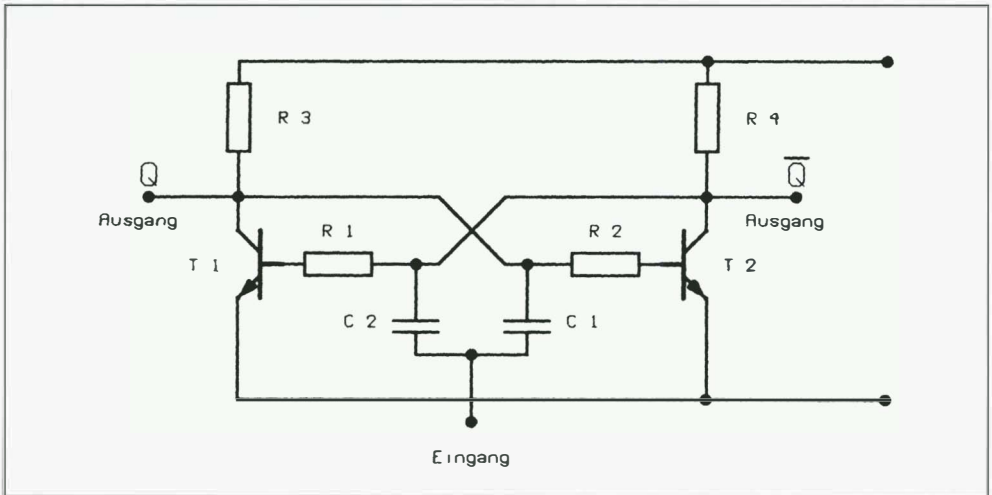 R 3
R 4
Q
Q̅
Ausgang
Ausgang
R 1
R 2
T 1
T 2
C 2
C 1
Eingang